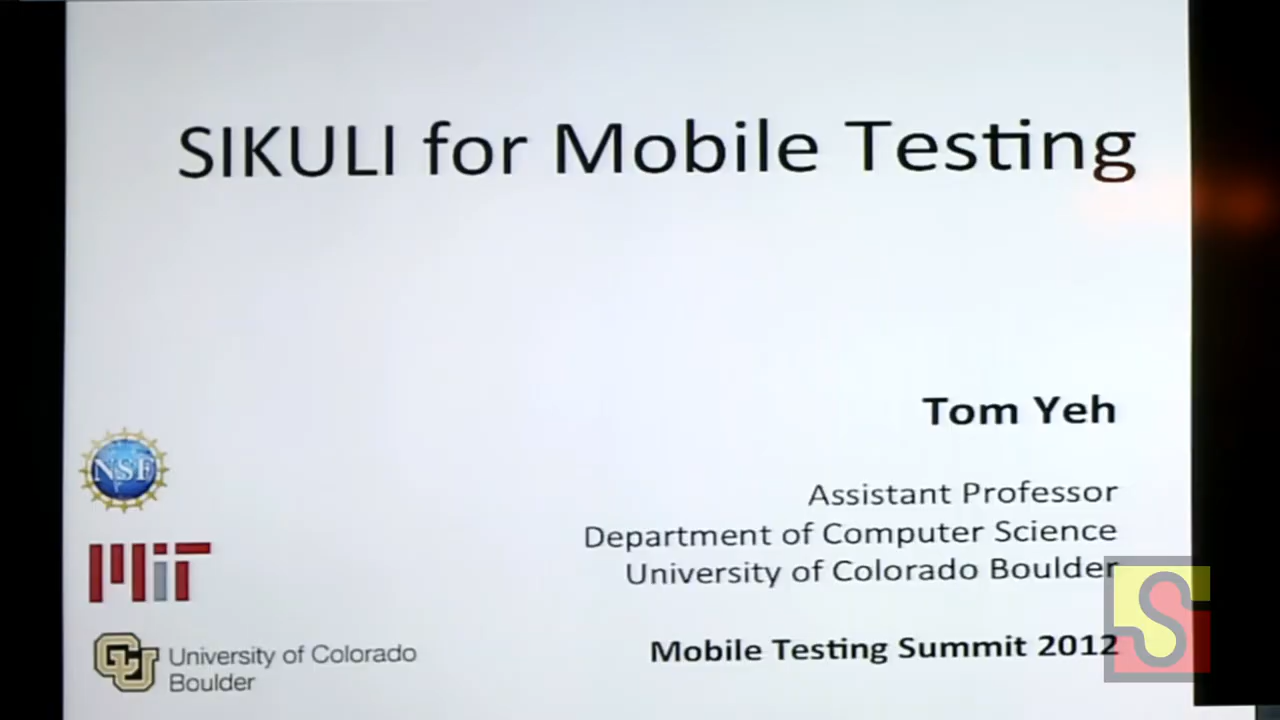 SIKULI for Mobile Testing
Tom Yeh
Assistant Professor
Department of Computer Science
University of Colorado Boulder
Mobile Testing Summit 2012
NSF
MIT
CU
University of Colorado
Boulder
S